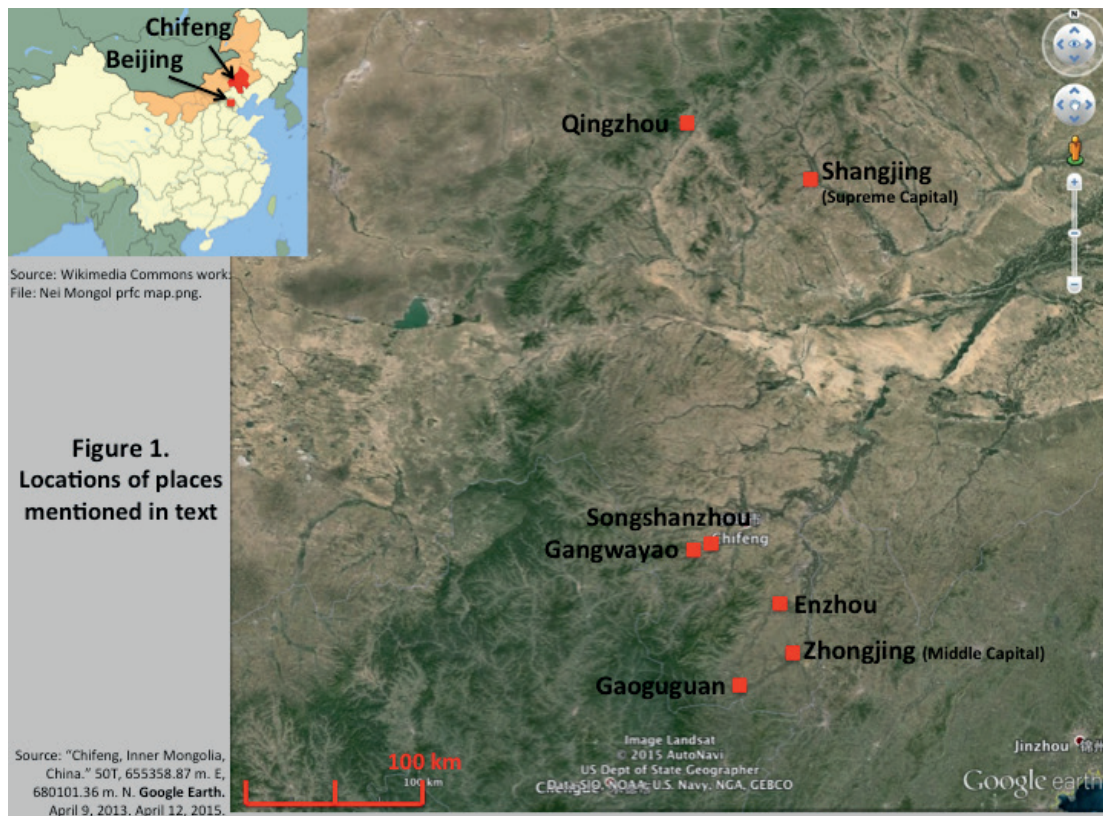 Chifeng
Beijing
Source: Wikimedia Commons work:
File: Nei Mongol prfc map.png.
Figure 1.
Locations of places
mentioned in text
Source: "Chifeng, Inner Mongolia,
China." 50T, 655358.87 m. E,
680101.36 m. N. Google Earth.
April 9, 2013. April 12, 2015.
N
Qingzhou
Shangjing
(Supreme Capital)
Songshanzhou
Chifeng
Gangwayao
Enzhou
Zhongjing (Middle Capital)
Gaoguguan
100 km
100 km
Image Landsat
© 2015 AutoNavi
US Dept of State Geographer
Data SIO, NOAA, U.S. Navy, NGA, GEBCO
Jinzhou 锦州
Google earth